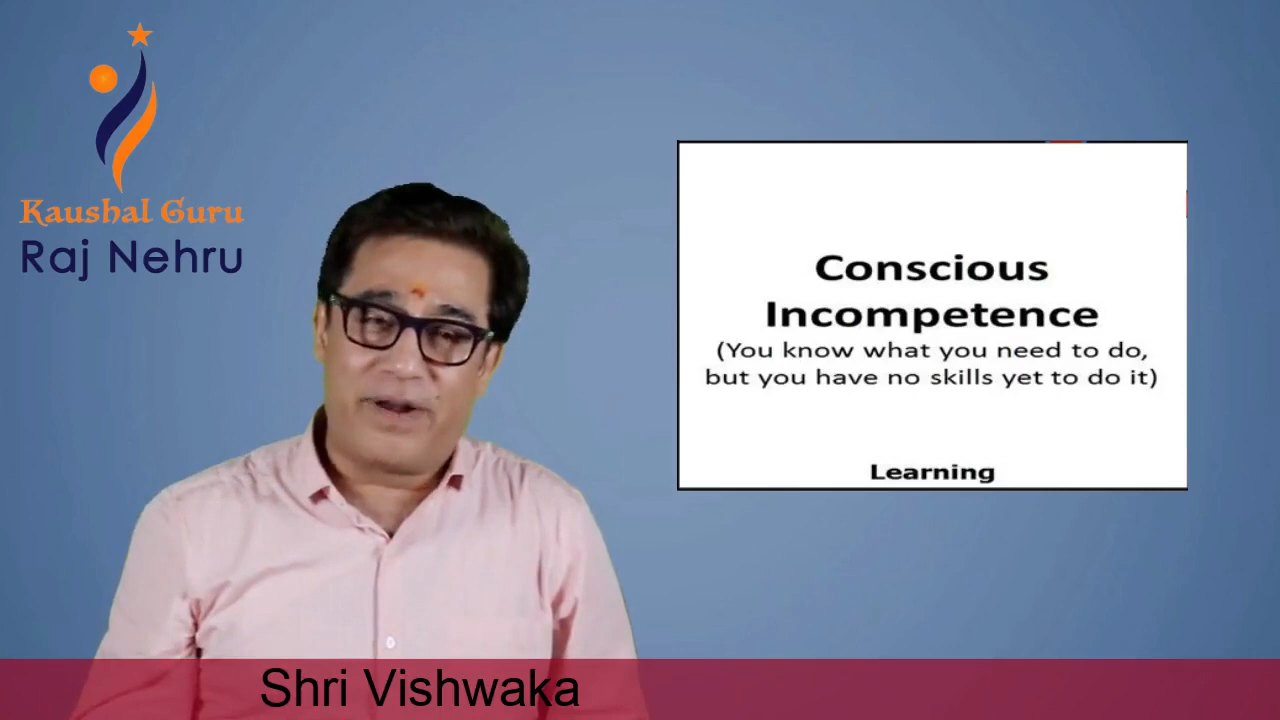 Kaushal Guru
Raj Nehru
Conscious
Incompetence
(You know what you need to do,
but you have no skills yet to do it)
Learning
Shri Vishwaka